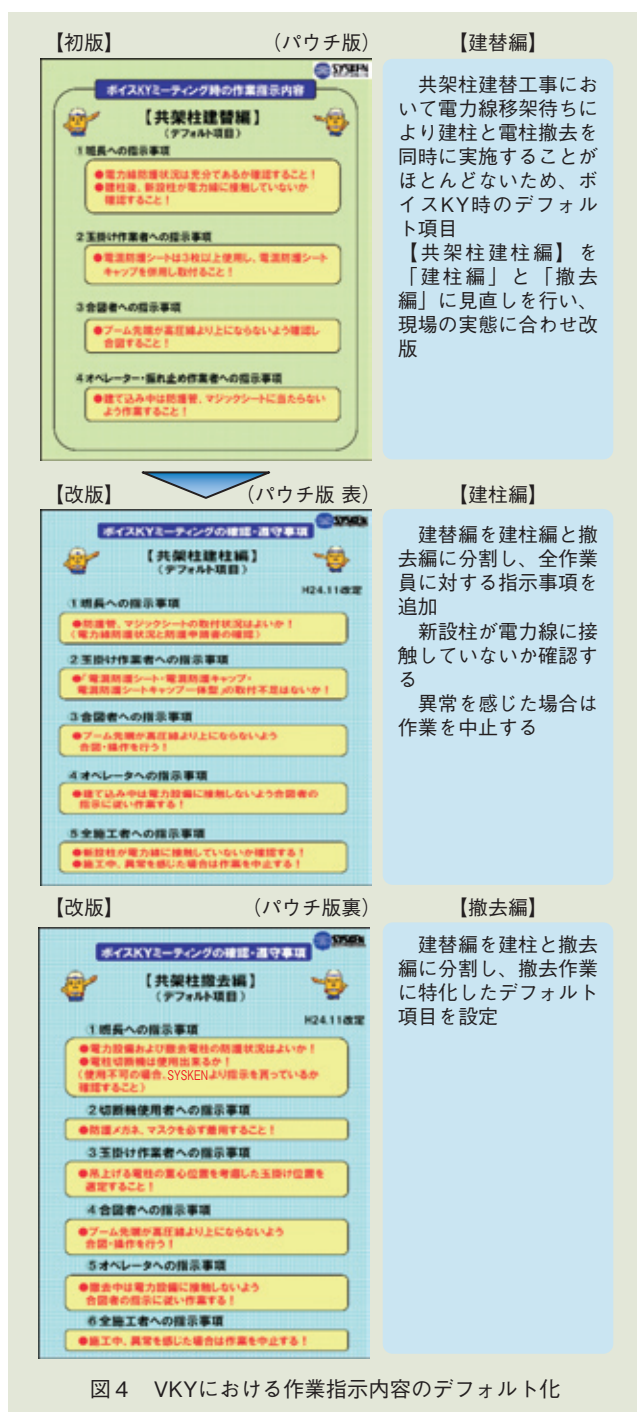 【初版】 （パウチ版）
SYSKEN
ボイスKYミーティング時の作業指示内容
【共架柱建替編】
（デフォルト項目）
1 班長への指示事項
●電力線防護状況は充分であるか確認すること！
●建柱後、新設柱が電力線に接触していないか
確認すること！
2 玉掛け作業者への指示事項
●電混防護シートは3枚以上使用し、電混防護シート
キャップを併用し取付ること！
3 合図者への指示事項
●ブーム先端が高圧線より上にならないよう確認し
合図すること！
4 オペレーター・振れ止め作業者への指示事項
●建て込み中は防護管、マジックシートに当たらない
よう作業すること！
【建替編】
共架柱建替工事にお
いて電力線移架待ちに
より建柱と電柱撤去を
同時に実施することが
ほとんどないため、ボ
イスKY時のデフォル
ト項目
【共架柱建柱編】を
「建柱編」と「撤去
編」に見直しを行い、
現場の実態に合わせ改
版
【改版】 （パウチ版 表）
SYSKEN
ボイスKYミーティングの確認・遵守事項
【共架柱建柱編】
（デフォルト項目）
H24.11改定
1 班長への指示事項
●防護管、マジックシートの取付状況はよいか！
（電力線防護状況と防護申請書の確認）
2 玉掛け作業者への指示事項
●「電混防護シート・電混防護キャップ・
電混防護シートキャップ一体型」の取付不足はないか！
3 合図者への指示事項
●ブーム先端が高圧線より上にならないよう
合図・操作を行う！
4 オペレータへの指示事項
●建て込み中は電力設備に接触しないよう合図者の
指示に従い作業する！
5 全施工者への指示事項
●新設柱が電力線に接触していないか確認する！
●施工中、異常を感じた場合は作業を中止する！
【建柱編】
建替編を建柱編と撤
去編に分割し、全作業
員に対する指示事項を
追加
新設柱が電力線に接
触していないか確認す
る
異常を感じた場合は
作業を中止する
【改版】 （パウチ版裏）
SYSKEN
ボイスKYミーティングの確認・遵守事項
【共架柱撤去編】
（デフォルト項目）
H24.11改定
1 班長への指示事項
●電力設備および撤去電柱の防護状況はよいか！
●電柱切断機は使用出来るか！
（使用不可の場合、SYSKENより指示を貰っているか
確認すること）
2 切断機使用者への指示事項
●防護メガネ、マスクを必ず着用すること！
3 玉掛け作業者への指示事項
●吊上げる電柱の重心位置を考慮した玉掛け位置を
選定すること！
4 合図者への指示事項
●ブーム先端が高圧線より上にならないよう
合図・操作を行う！
5 オペレータへの指示事項
●撤去中は電力設備に接触しないよう
合図者の指示に従い作業する！
6 全施工者への指示事項
●施工中、異常を感じた場合は作業を中止する！
【撤去編】
建替編を建柱と撤去
編に分割し、撤去作業
に特化したデフォルト
項目を設定
図4 VKYにおける作業指示内容のデフォルト化